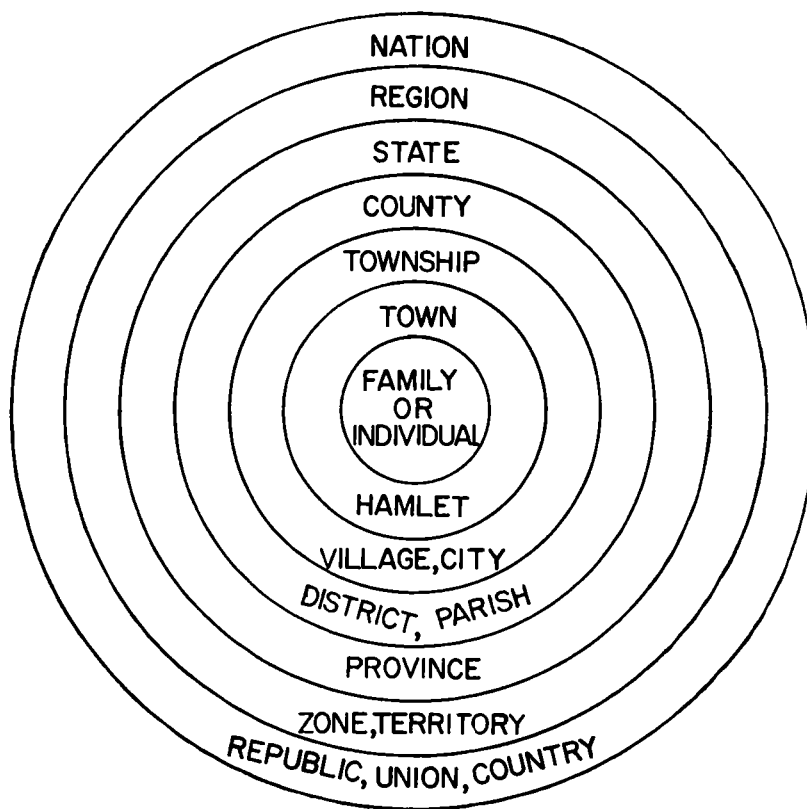 NATION
REGION
STATE
COUNTY
TOWNSHIP
TOWN
FAMILY
OR
INDIVIDUAL
HAMLET
VILLAGE, CITY
DISTRICT, PARISH
PROVINCE
ZONE, TERRITORY
REPUBLIC, UNION, COUNTRY